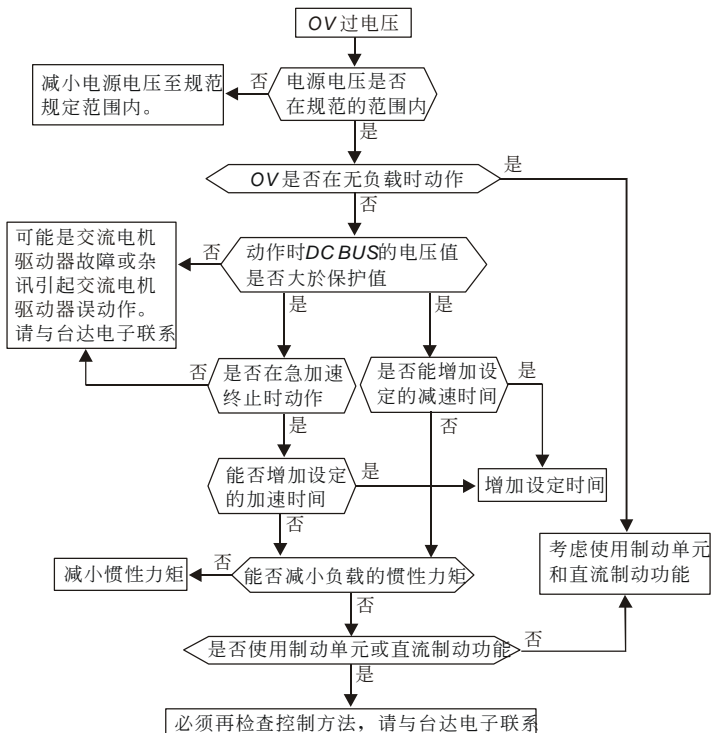 OV过电压
电源电压是否
在规范的范围内
否
减小电源电压至规范
规定范围内。
是
OV是否在无负载时动作
是
否
动作时DC BUS的电压值
是否大於保护值
否
可能是交流电机
驱动器故障或杂
讯引起交流电机
驱动器误动作。
请与台达电子联系
是
是
是否在急加速
终止时动作
否
是否能增加设
定的减速时间
是
是
否
能否增加设定
的加速时间
是
增加设定时间
否
考虑使用制动单元
和直流制动功能
能否减小负载的惯性力矩
否
减小惯性力矩
否
是否使用制动单元或直流制动功能
否
是
必须再检查控制方法，请与台达电子联系